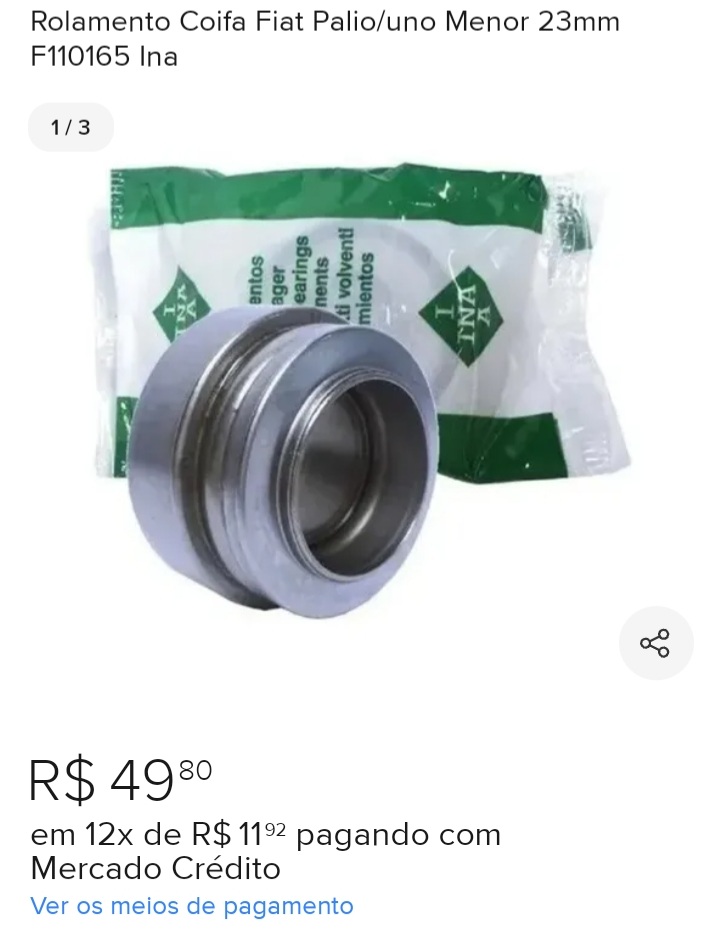 Rolamento Coifa Fiat Palio/uno Menor 23mm
F110165 Ina
1 / 3
entos
ager
earings
nents
ti volventi
mientos
INA
INA
R$ 49 80
em 12x de R$ 11 92 pagando com
Mercado Crédito
Ver os meios de pagamento